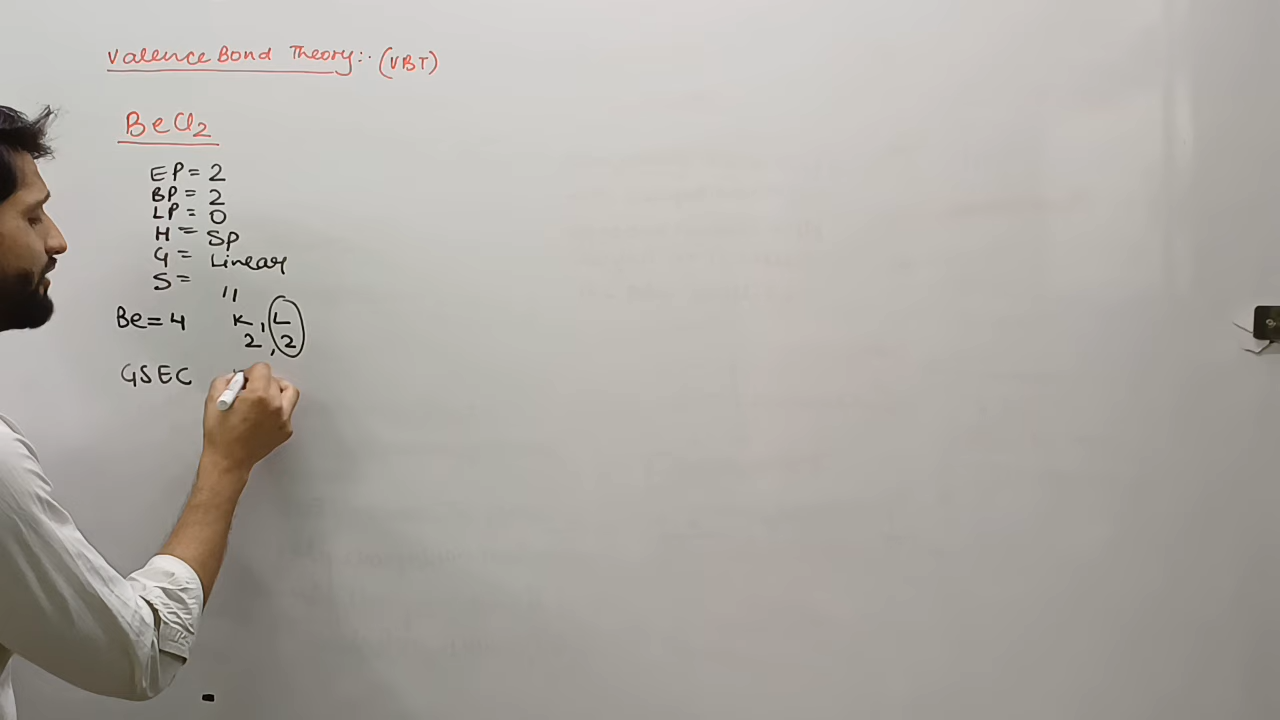 Valence Bond Theory:- (VBT)
BeCl2
EP = 2
BP = 2
LP = 0
H = Sp
G = Linear
S = "
Be = 4 K, L
2, 2
GSEC